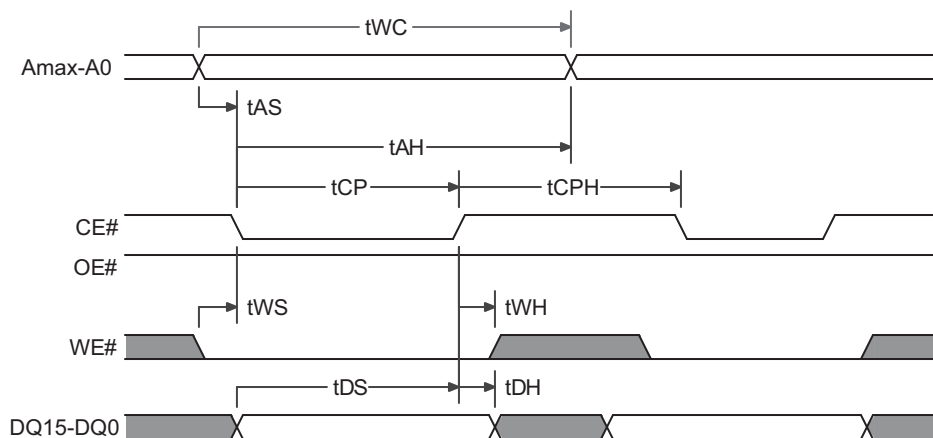 tWC
Amax-A0
tAS
tAH
tCP tCPH
CE#
OE#
tWS tWH
WE#
tDS tDH
DQ15-DQ0